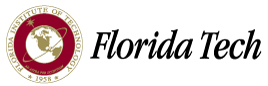 FLORIDA INSTITUTE OF TECHNOLOGY
1958
Florida Tech